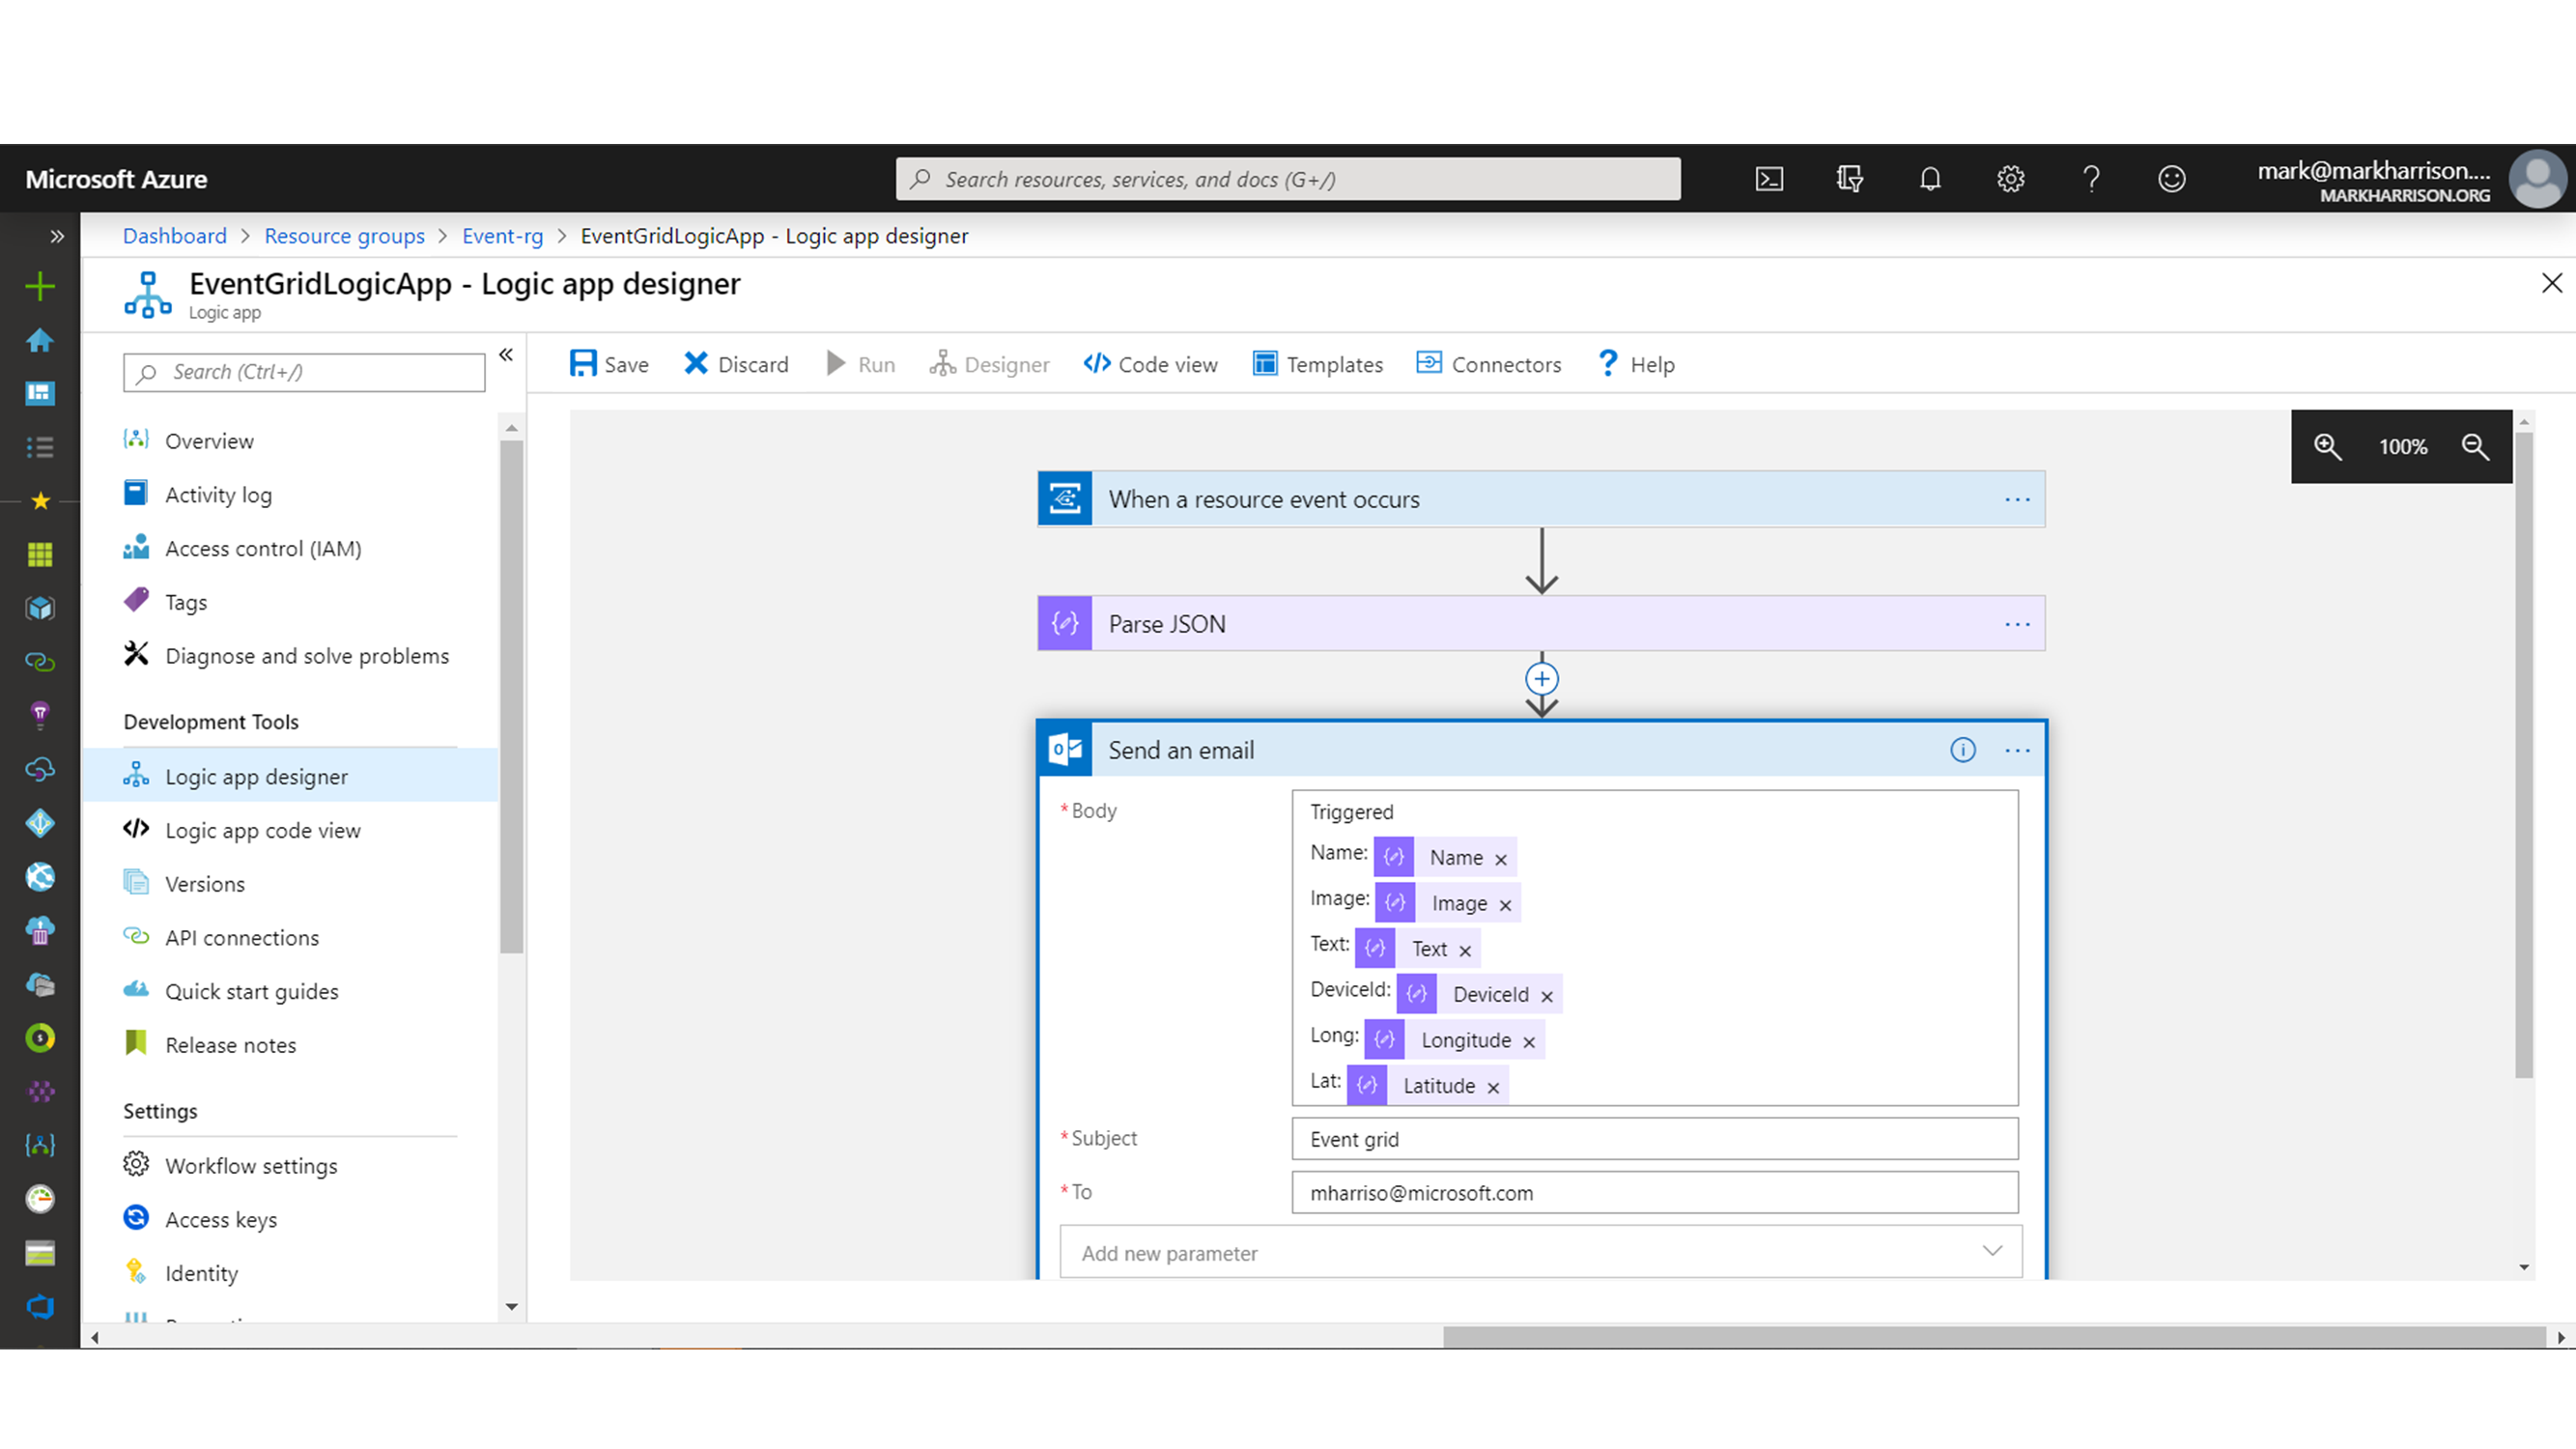 Microsoft Azure
Search resources, services, and docs (G+/)
mark@markharrison....
MARKHARRISON.ORG
Dashboard > Resource groups > Event-rg > EventGridLogicApp - Logic app designer
EventGridLogicApp - Logic app designer
Logic app
Search (Ctrl+/)
Overview
Activity log
Access control (IAM)
Tags
Diagnose and solve problems
Development Tools
Logic app designer
Logic app code view
Versions
API connections
Quick start guides
Release notes
Settings
Workflow settings
Access keys
Identity
Save Discard Run Designer Code view Templates Connectors Help
100%
When a resource event occurs
Parse JSON
Send an email
*Body
Triggered
Name: Name
Image: Image
Text: Text
DeviceId: DeviceId
Long: Longitude
Lat: Latitude
*Subject
Event grid
*To
mharriso@microsoft.com
Add new parameter